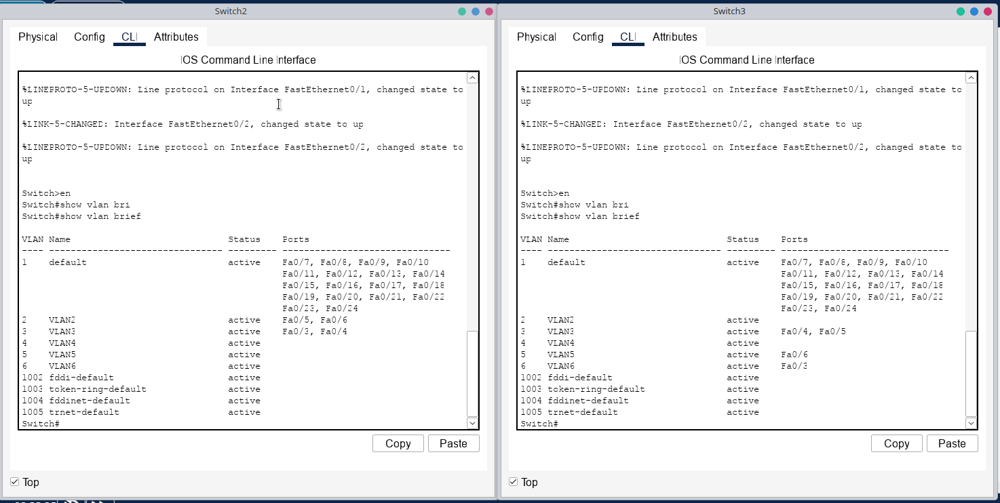 Switch2
Physical Config CLI Attributes
IOS Command Line Interface
%LINEPROTO-5-UPDOWN: Line protocol on Interface FastEthernet0/1, changed state to
up
%LINK-5-CHANGED: Interface FastEthernet0/2, changed state to up
%LINEPROTO-5-UPDOWN: Line protocol on Interface FastEthernet0/2, changed state to
up
Switch>en
Switch#show vlan bri
Switch#show vlan brief
VLAN Name                             Status    Ports
---- -------------------------------- --------- -------------------------------
1    default                          active    Fa0/7, Fa0/8, Fa0/9, Fa0/10
                                                Fa0/11, Fa0/12, Fa0/13, Fa0/14
                                                Fa0/15, Fa0/16, Fa0/17, Fa0/18
                                                Fa0/19, Fa0/20, Fa0/21, Fa0/22
                                                Fa0/23, Fa0/24
2    VLAN2                            active    Fa0/5, Fa0/6
3    VLAN3                            active    Fa0/3, Fa0/4
4    VLAN4                            active
5    VLAN5                            active
6    VLAN6                            active
1002 fddi-default                     active
1003 token-ring-default               active
1004 fddinet-default                  active
1005 trnet-default                    active
Switch#
Copy Paste
Top
Switch3
Physical Config CLI Attributes
IOS Command Line Interface
%LINEPROTO-5-UPDOWN: Line protocol on Interface FastEthernet0/1, changed state to
up
%LINK-5-CHANGED: Interface FastEthernet0/2, changed state to up
%LINEPROTO-5-UPDOWN: Line protocol on Interface FastEthernet0/2, changed state to
up
Switch>en
Switch#show vlan bri
Switch#show vlan brief
VLAN Name                             Status    Ports
---- -------------------------------- --------- -------------------------------
1    default                          active    Fa0/7, Fa0/8, Fa0/9, Fa0/10
                                                Fa0/11, Fa0/12, Fa0/13, Fa0/14
                                                Fa0/15, Fa0/16, Fa0/17, Fa0/18
                                                Fa0/19, Fa0/20, Fa0/21, Fa0/22
                                                Fa0/23, Fa0/24
2    VLAN2                            active
3    VLAN3                            active    Fa0/4, Fa0/5
4    VLAN4                            active
5    VLAN5                            active    Fa0/6
6    VLAN6                            active    Fa0/3
1002 fddi-default                     active
1003 token-ring-default               active
1004 fddinet-default                  active
1005 trnet-default                    active
Switch#
Copy Paste
Top